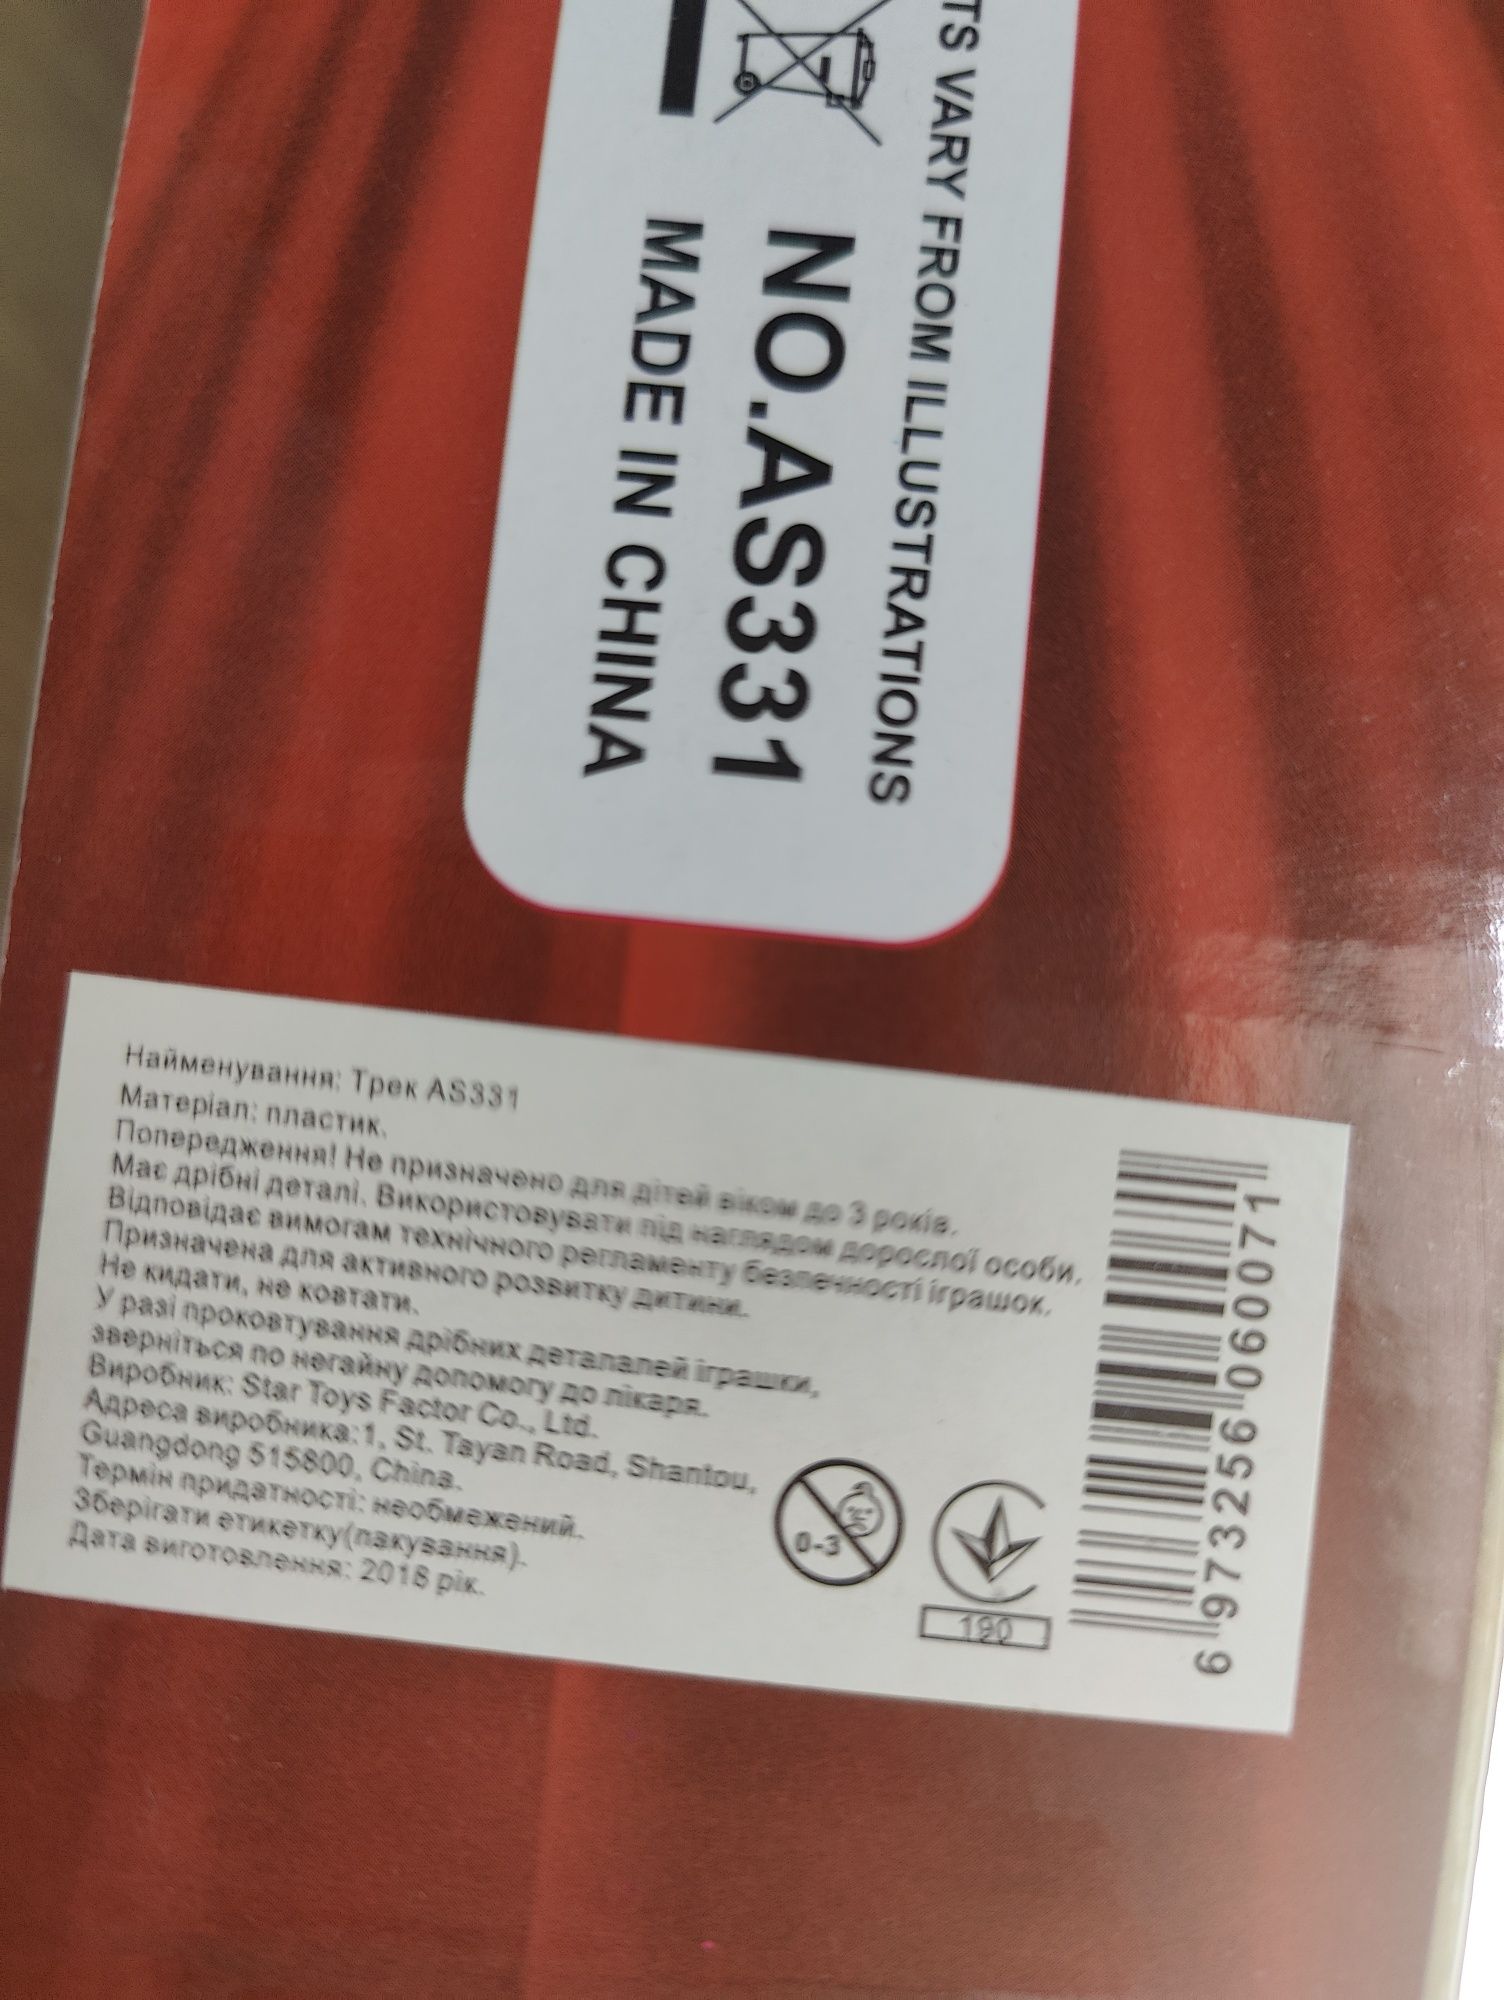 TS VARY FROM ILLUSTRATIONS
NO.AS331
MADE IN CHINA
Найменування: Трек AS331
Матеріал: пластик.
Попередження! Не призначено для дітей віком до 3 років.
Має дрібні деталі. Використовувати під наглядом дорослої особи.
Відповідає вимогам технічного регламенту безпечності іграшок.
Призначена для активного розвитку дитини.
Не кидати, не ковтати.
У разі проковтування дрібних деталалей іграшки,
зверніться по негайну допомогу до лікаря.
Виробник: Star Toys Factor Co., Ltd.
Адреса виробника:1, St. Tayan Road, Shantou,
Guangdong 515800, China.
Термін придатності: необмежений.
Зберігати етикетку(пакування).
Дата виготовлення: 2018 рік.
0-3
190
6 973256 060071